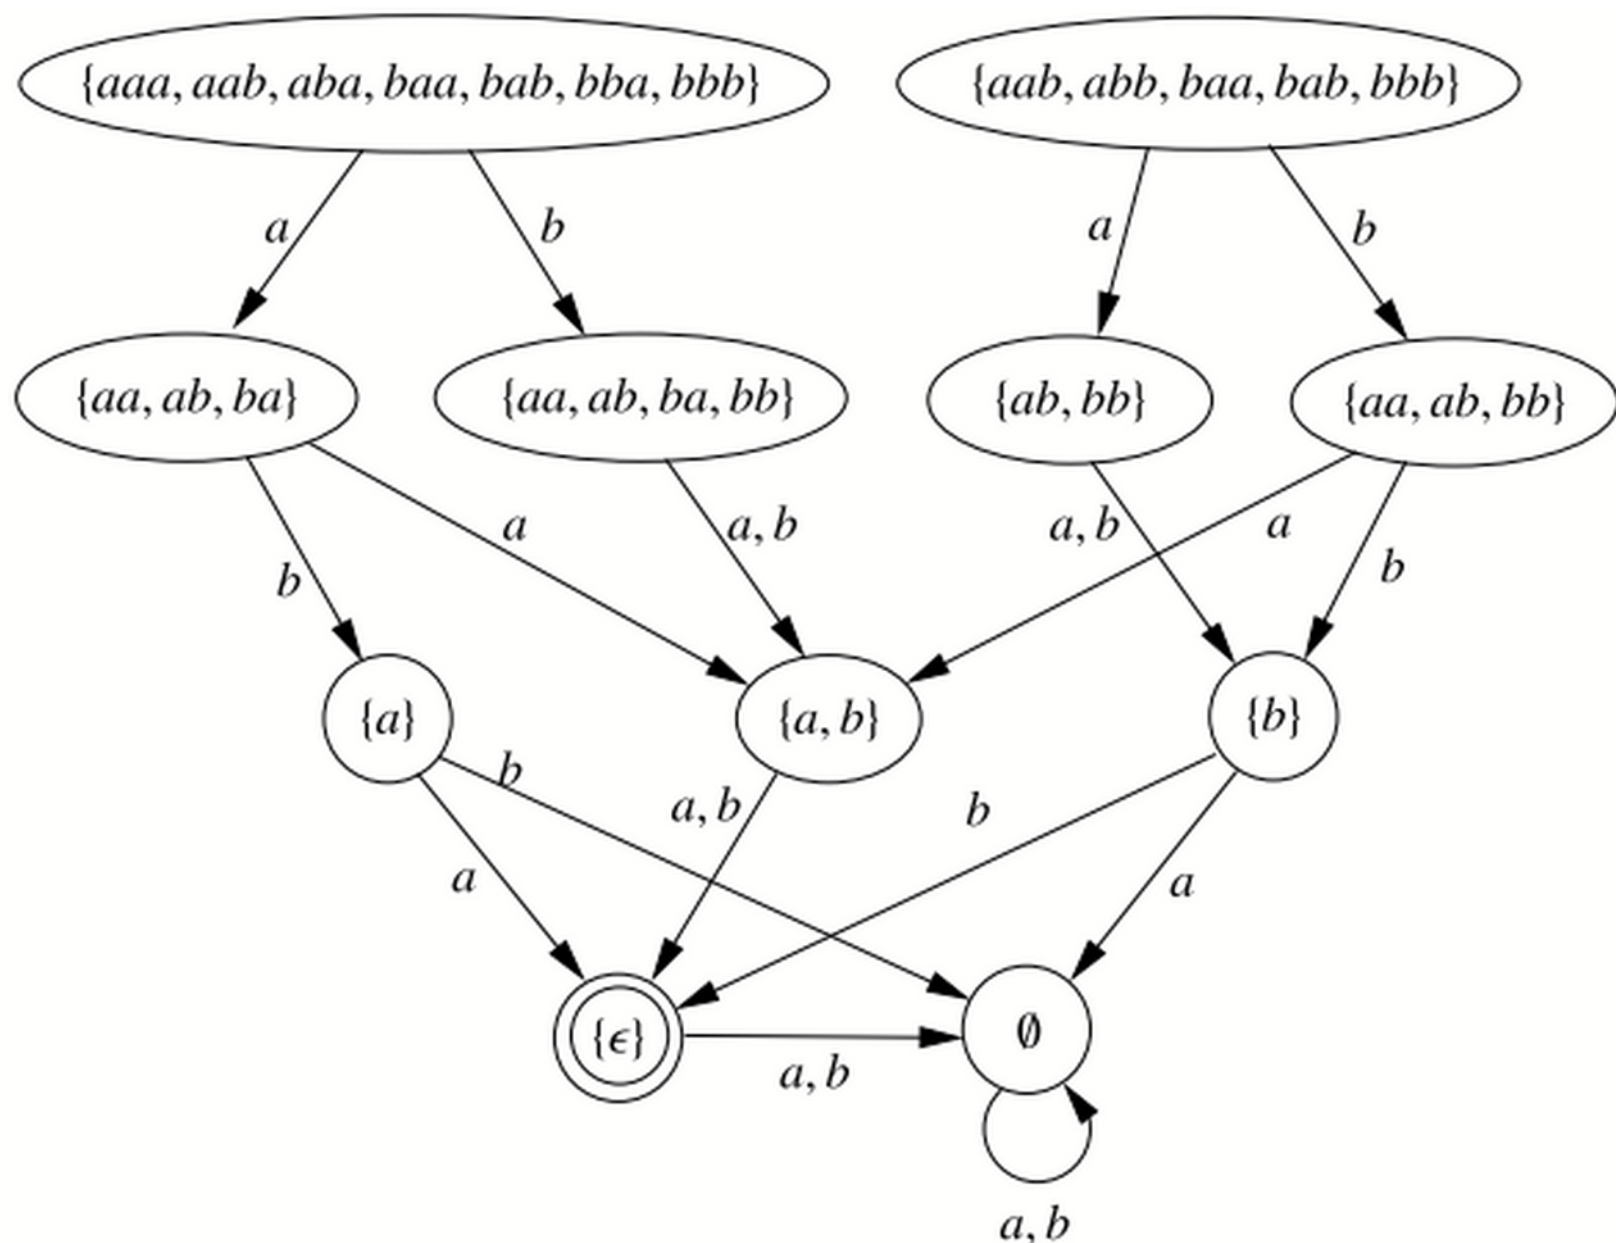 {aaa, aab, aba, baa, bab, bba, bbb}
{aab, abb, baa, bab, bbb}
a
b
a
b
{aa, ab, ba}
{aa, ab, ba, bb}
{ab, bb}
{aa, ab, bb}
a
a, b
a, b
a
b
b
{a}
{a, b}
{b}
b
a, b
b
a
a
{ϵ}
∅
a, b
a, b